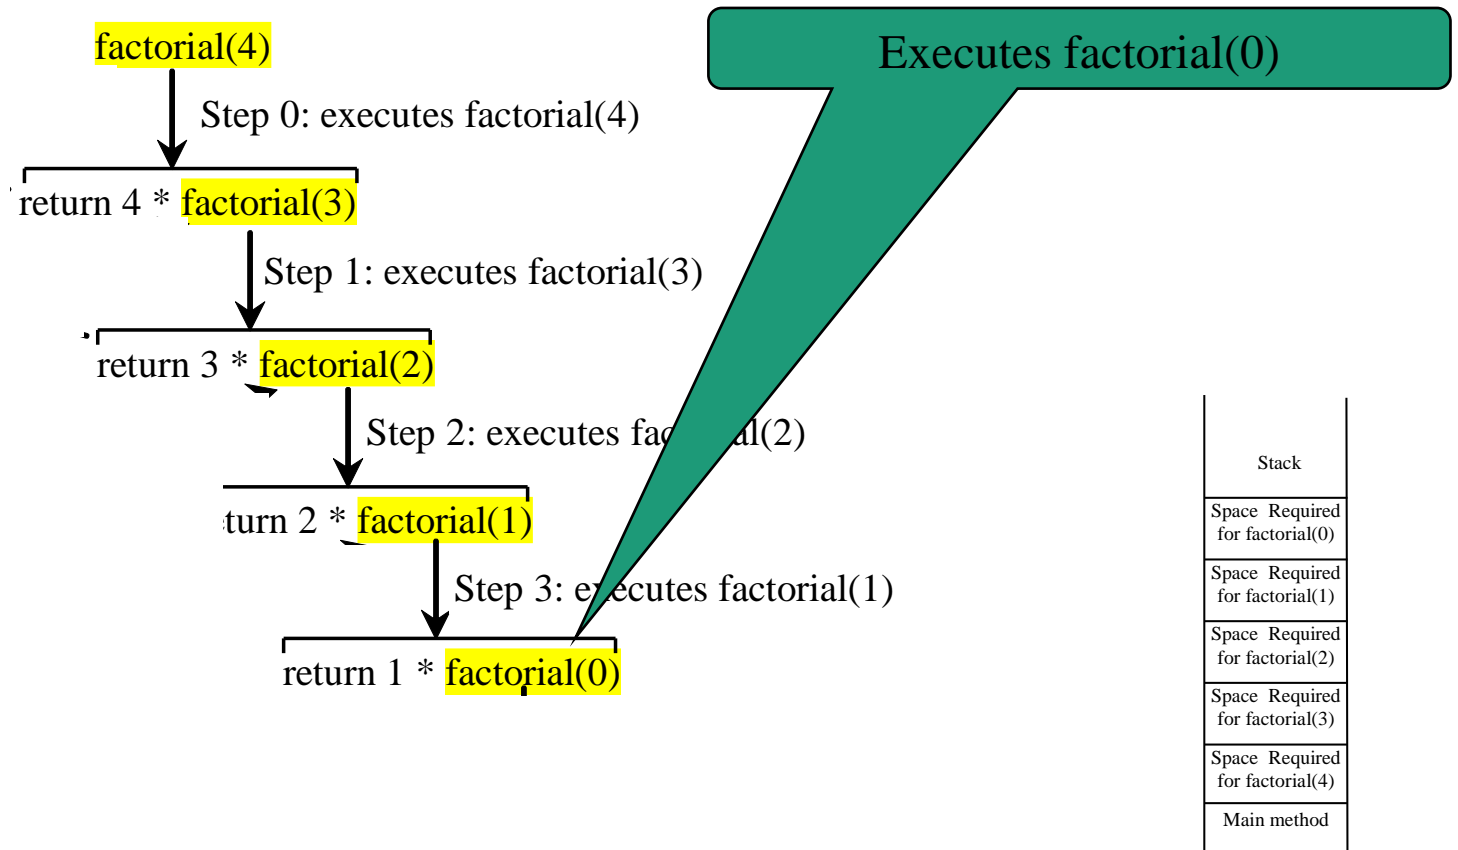 factorial(4)
Executes factorial(0)
Step 0: executes factorial(4)
return 4 * factorial(3)
Step 1: executes factorial(3)
return 3 * factorial(2)
Step 2: executes al(2)
turn 2 * factorial(1)
Step 3: executes factorial(1)
return 1 * factorial(0)
Stack
Space Required
for factorial(0)
Space Required
for factorial(1)
Space Required
for factorial(2)
Space Required
for factorial(3)
Space Required
for factorial(4)
Main method